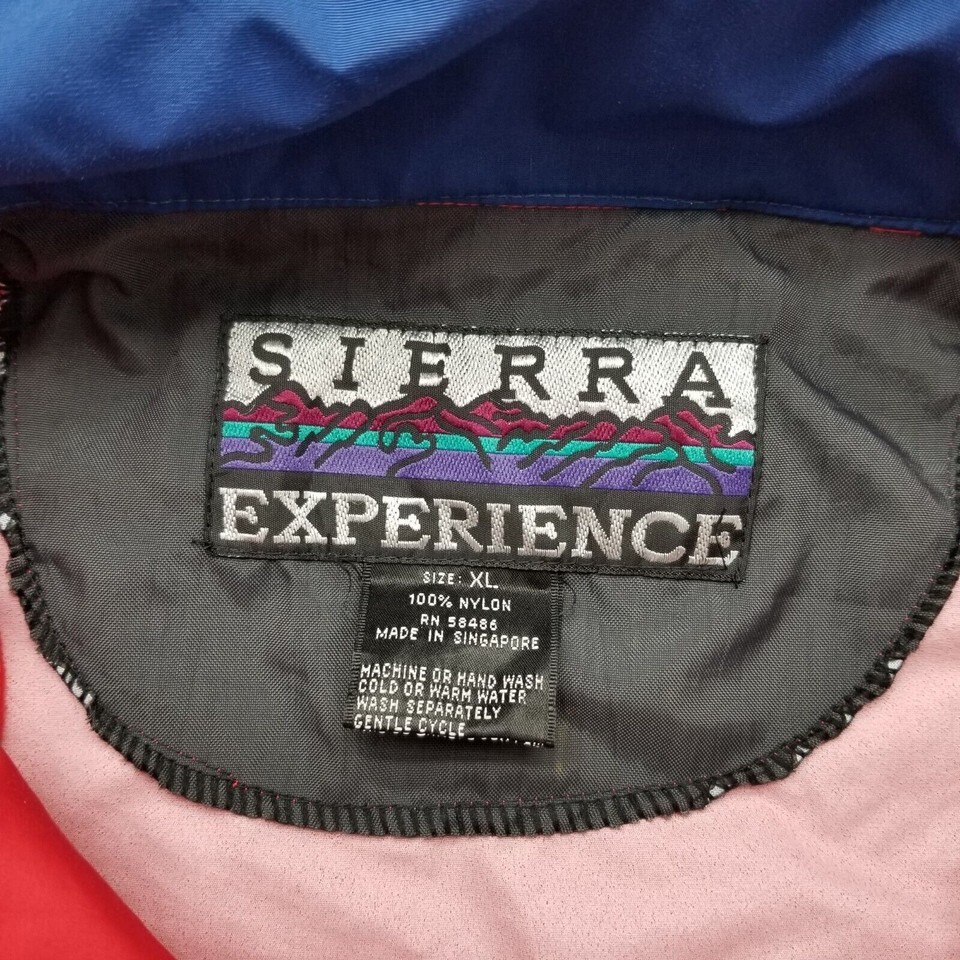 SIERRA
EXPERIENCE
SIZE: XL
100% NYLON
RN 58486
MADE IN SINGAPORE
MACHINE OR HAND WASH
COLD OR WARM WATER
WASH SEPARATELY
GENTLE CYCLE